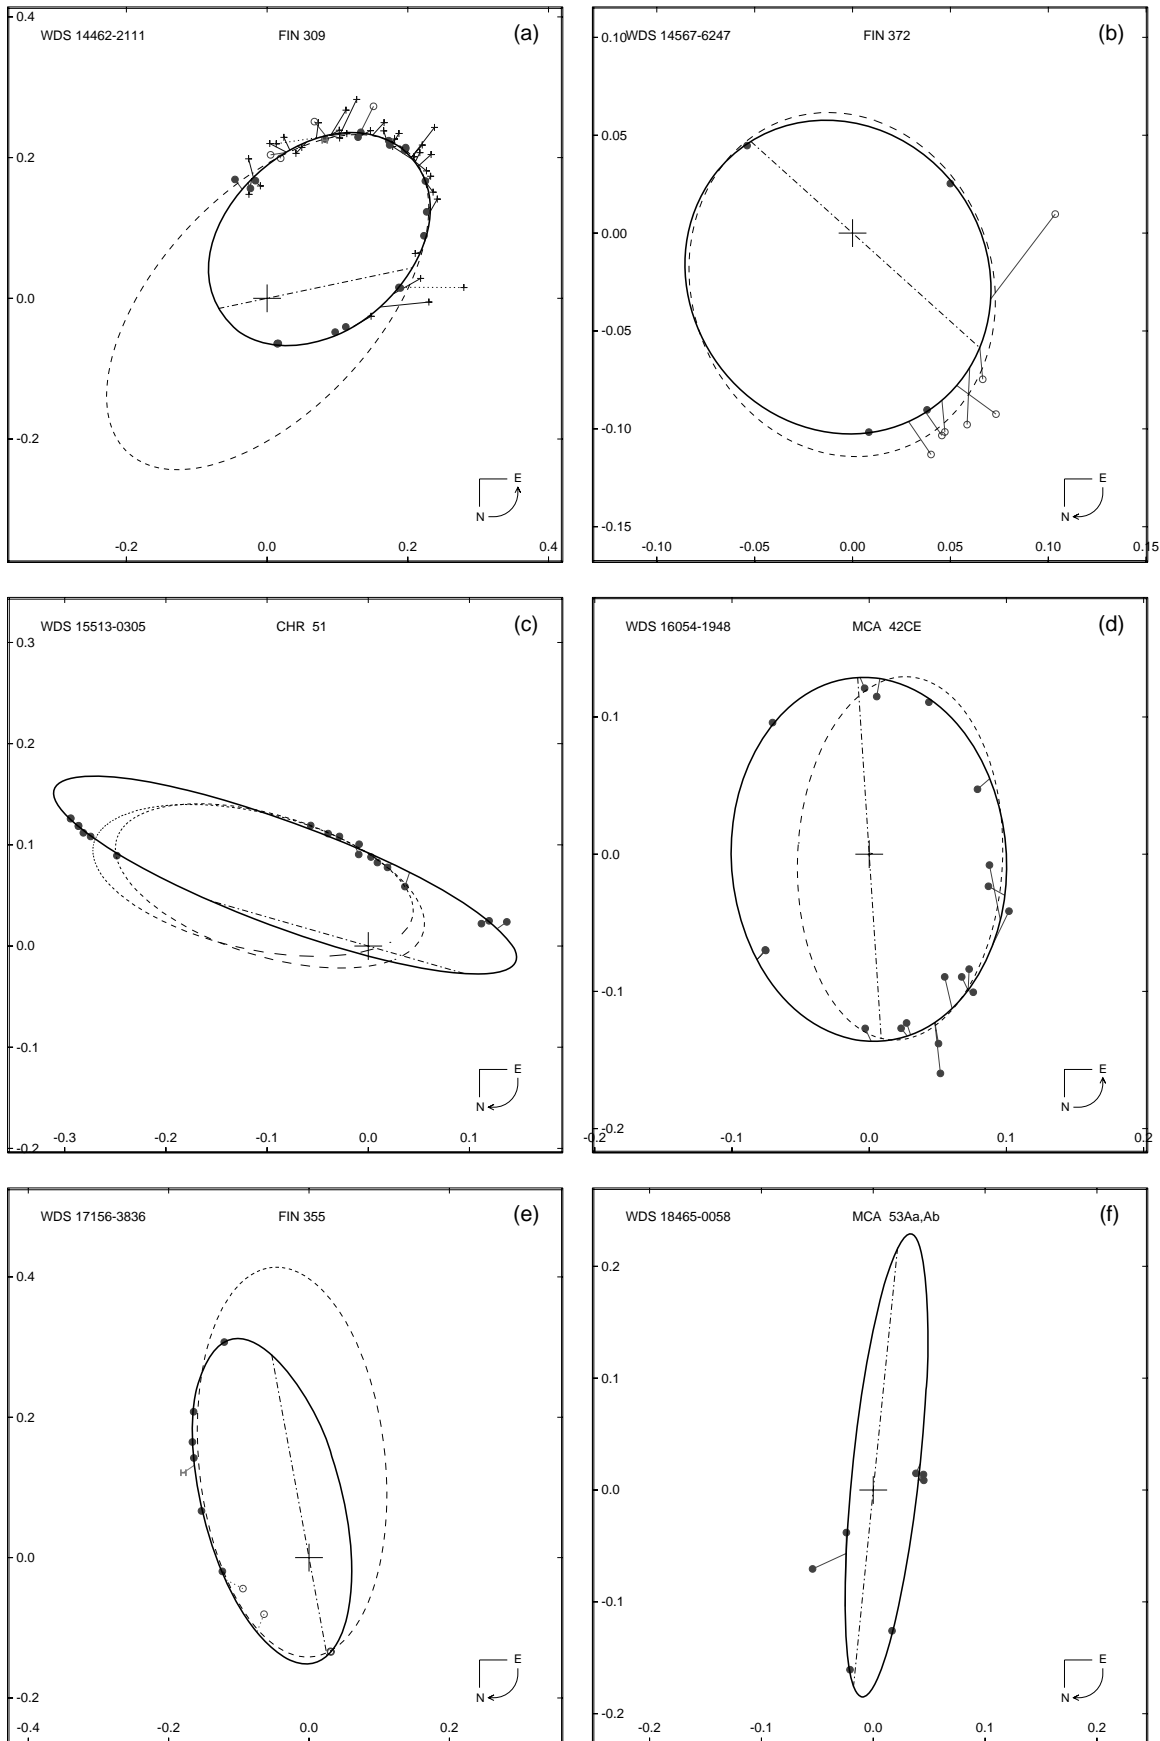 0.4
WDS 14462-2111 FIN 309 (a)
0.2
0.0
-0.2
E
N
-0.2 0.0 0.2 0.4
0.10 WDS 14567-6247 FIN 372 (b)
0.05
0.00
-0.05
-0.10
-0.15
E
N
-0.10 -0.05 0.00 0.05 0.10 0.15
WDS 15513-0305 CHR 51 (c)
0.3
0.2
0.1
0.0
-0.1
-0.2
E
N
-0.3 -0.1 0.0 0.1
WDS 16054-1948 MCA 42CE (d)
0.1
0.0
-0.1
-0.2
E
N
-0.2 -0.1 0.0 0.1 0.2
WDS 17156-3836 FIN 355 (e)
0.4
0.2
0.0
-0.2
E
N
-0.4 -0.2 0.0 0.2
WDS 18465-0058 MCA 53Aa,Ab (f)
0.2
0.1
0.0
-0.1
-0.2
E
N
-0.2 -0.2 0.0 0.1 0.2